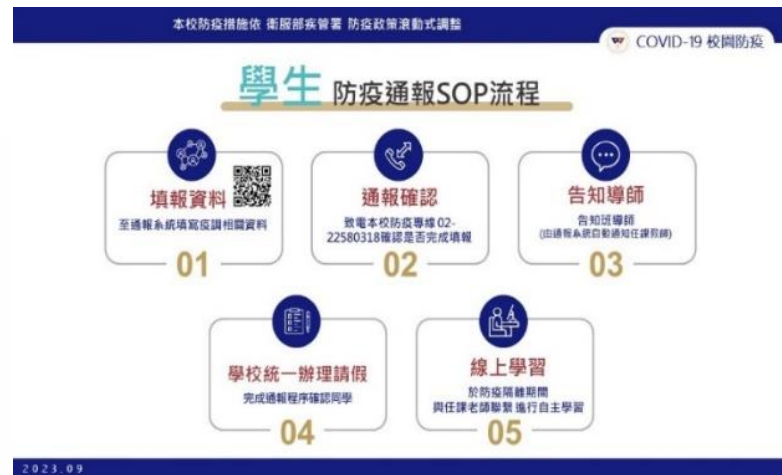 本校防疫措施依 衛服部疾管署 防疫政策滾動式調整
COVID-19 校園防疫
學生 防疫通報SOP流程
填報資料
至通報系統填寫疫調相關資料
01
通報確認
致電本校防疫專線 02-
22580318確認是否完成填報
02
告知導師
告知班導師
(由通報系統自動通知任課教師)
03
學校統一辦理請假
完成通報程序確認同學
04
線上學習
於防疫隔離期間
與任課老師聯繫 進行自主學習
05
2023.09